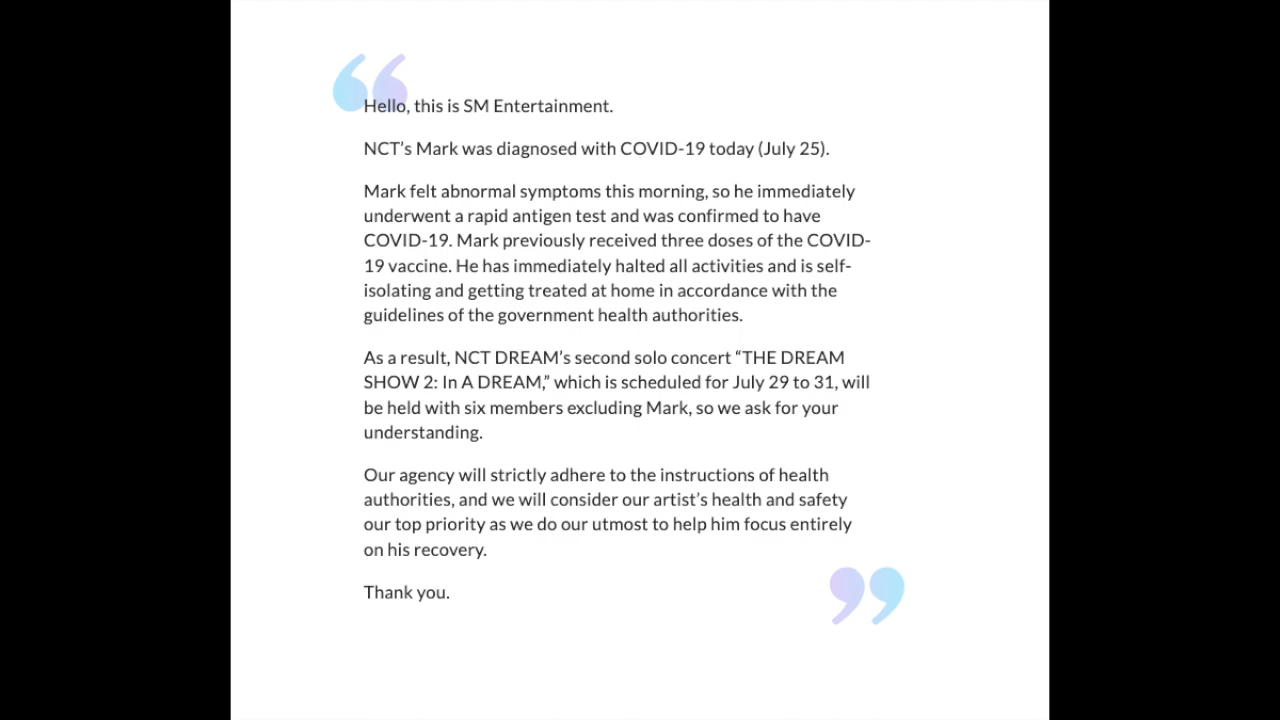 Hello, this is SM Entertainment.
NCT’s Mark was diagnosed with COVID-19 today (July 25).
Mark felt abnormal symptoms this morning, so he immediately
underwent a rapid antigen test and was confirmed to have
COVID-19. Mark previously received three doses of the COVID-
19 vaccine. He has immediately halted all activities and is self-
isolating and getting treated at home in accordance with the
guidelines of the government health authorities.
As a result, NCT DREAM’s second solo concert “THE DREAM
SHOW 2: In A DREAM,” which is scheduled for July 29 to 31, will
be held with six members excluding Mark, so we ask for your
understanding.
Our agency will strictly adhere to the instructions of health
authorities, and we will consider our artist’s health and safety
our top priority as we do our utmost to help him focus entirely
on his recovery.
Thank you.